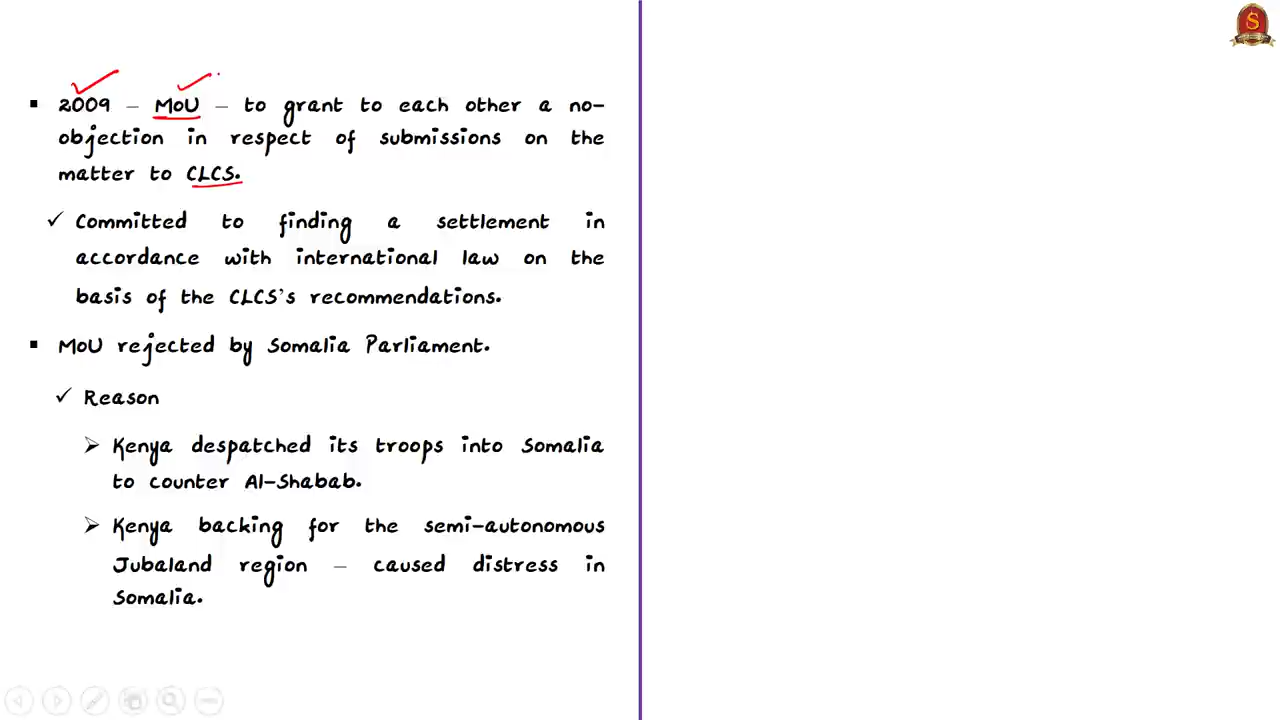 ▪ 2009 – MoU – to grant to each other a no-
objection in respect of submissions on the
matter to CLCS.
✓ Committed to finding a settlement in
accordance with international law on the
basis of the CLCS's recommendations.
▪ MoU rejected by Somalia Parliament.
✓ Reason
➢ Kenya despatched its troops into Somalia
to counter Al-Shabab.
➢ Kenya backing for the semi-autonomous
Jubaland region – caused distress in
Somalia.
S